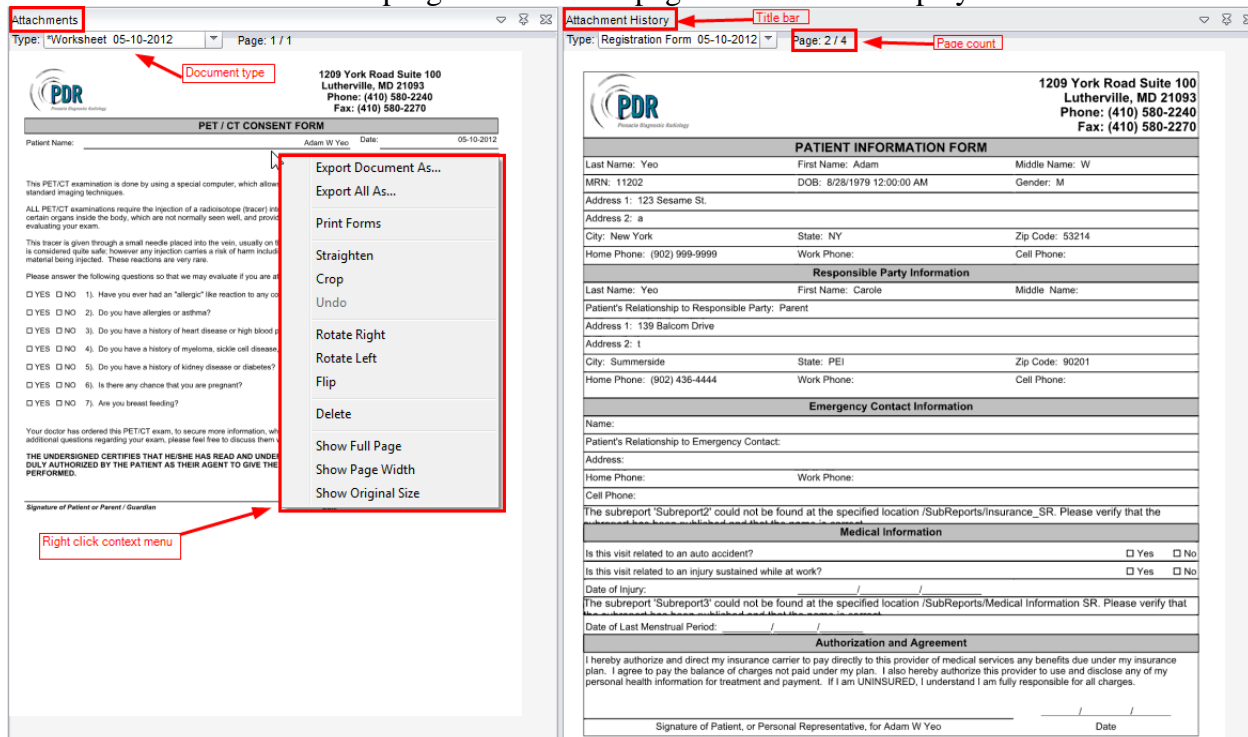 Attachments
Type: *Worksheet 05-10-2012 Page: 1 / 1
Document type
PDR
Pinnacle Diagnostic Radiology
1209 York Road Suite 100
Lutherville, MD 21093
Phone: (410) 580-2240
Fax: (410) 580-2270
PET / CT CONSENT FORM
Patient Name: Adam W Yeo Date: 05-10-2012
This PET/CT examination is done by using a special computer, which allows
standard imaging techniques.
ALL PET/CT examinations require the injection of a radioisotope (tracer) into
certain organs inside the body, which are not normally seen well, and provid
evaluating your exam.
This tracer is given through a small needle placed into the vein, usually on t
is considered quite safe; however any injection carries a risk of harm includi
material being injected. These reactions are very rare.
Please answer the following questions so that we may evaluate if you are at
YES NO 1). Have you ever had an "allergic" like reaction to any co
YES NO 2). Do you have allergies or asthma?
YES NO 3). Do you have a history of heart disease or high blood p
YES NO 4). Do you have a history of myeloma, sickle cell disease,
YES NO 5). Do you have a history of kidney disease or diabetes?
YES NO 6). Is there any chance that you are pregnant?
YES NO 7). Are you breast feeding?
Your doctor has ordered this PET/CT exam, to secure more information, wh
additional questions regarding your exam, please feel free to discuss them
THE UNDERSIGNED CERTIFIES THAT HE/SHE HAS READ AND UNDE
DULY AUTHORIZED BY THE PATIENT AS THEIR AGENT TO GIVE THE
PERFORMED.
Signature of Patient or Parent / Guardian
Export Document As...
Export All As...
Print Forms
Straighten
Crop
Undo
Rotate Right
Rotate Left
Flip
Delete
Show Full Page
Show Page Width
Show Original Size
Right click context menu
Attachment History
Title bar
Type: Registration Form 05-10-2012 Page: 2 / 4
Page count
PDR
Pinnacle Diagnostic Radiology
1209 York Road Suite 100
Lutherville, MD 21093
Phone: (410) 580-2240
Fax: (410) 580-2270
PATIENT INFORMATION FORM
Last Name: Yeo First Name: Adam Middle Name: W
MRN: 11202 DOB: 8/28/1979 12:00:00 AM Gender: M
Address 1: 123 Sesame St.
Address 2: a
City: New York State: NY Zip Code: 53214
Home Phone: (902) 999-9999 Work Phone: Cell Phone:
Responsible Party Information
Last Name: Yeo First Name: Carole Middle Name:
Patient's Relationship to Responsible Party: Parent
Address 1: 139 Balcom Drive
Address 2: t
City: Summerside State: PEI Zip Code: 90201
Home Phone: (902) 436-4444 Work Phone: Cell Phone:
Emergency Contact Information
Name:
Patient's Relationship to Emergency Contact:
Address:
Home Phone: Work Phone:
Cell Phone:
The subreport 'Subreport2' could not be found at the specified location /SubReports/Insurance_SR. Please verify that the
subreport has been published and that the name is correct.
Medical Information
Is this visit related to an auto accident? Yes No
Is this visit related to an injury sustained while at work? Yes No
Date of Injury: / /
The subreport 'Subreport3' could not be found at the specified location /SubReports/Medical Information SR. Please verify that
the subreport has been published and that the name is correct.
Date of Last Menstrual Period: / /
Authorization and Agreement
I hereby authorize and direct my insurance carrier to pay directly to this provider of medical services any benefits due under my insurance
plan. I agree to pay the balance of charges not paid under my plan. I also hereby authorize this provider to use and disclose any of my
personal health information for treatment and payment. If I am UNINSURED, I understand I am fully responsible for all charges.
/ /
Signature of Patient, or Personal Representative, for Adam W Yeo Date